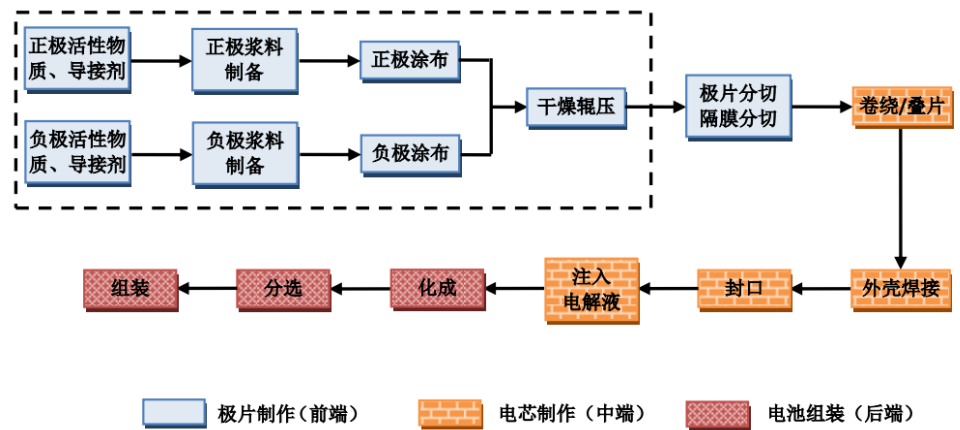 正极活性物
质、导接剂
正极浆料
制备
正极涂布
负极活性物
质、导接剂
负极浆料
制备
负极涂布
干燥辊压
极片分切
隔膜分切
卷绕/叠片
外壳焊接
封口
注入
电解液
化成
分选
组装
极片制作（前端）
电芯制作（中端）
电池组装（后端）